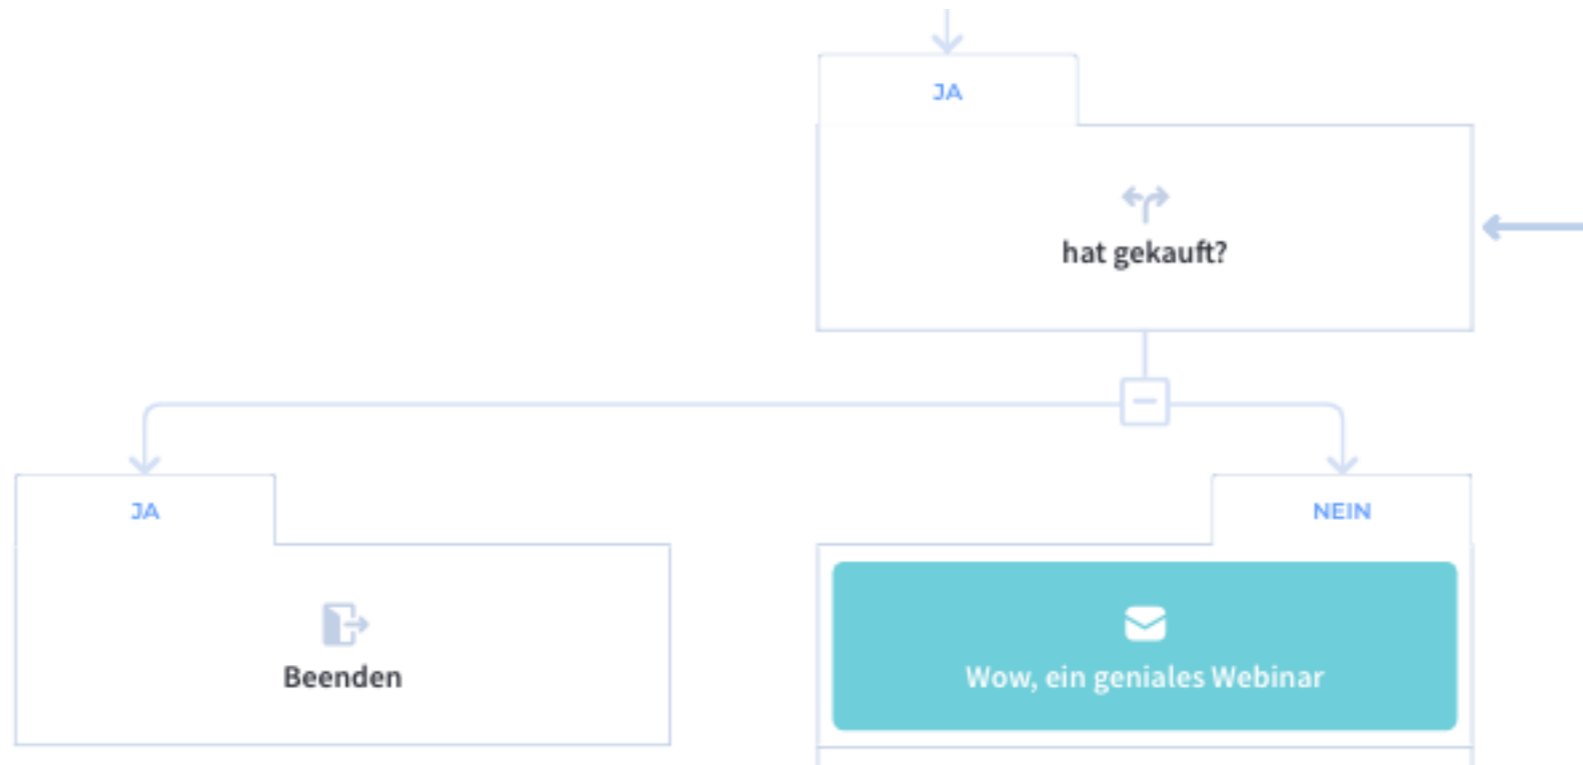 JA
hat gekauft?
JA
NEIN
Beenden
Wow, ein geniales Webinar